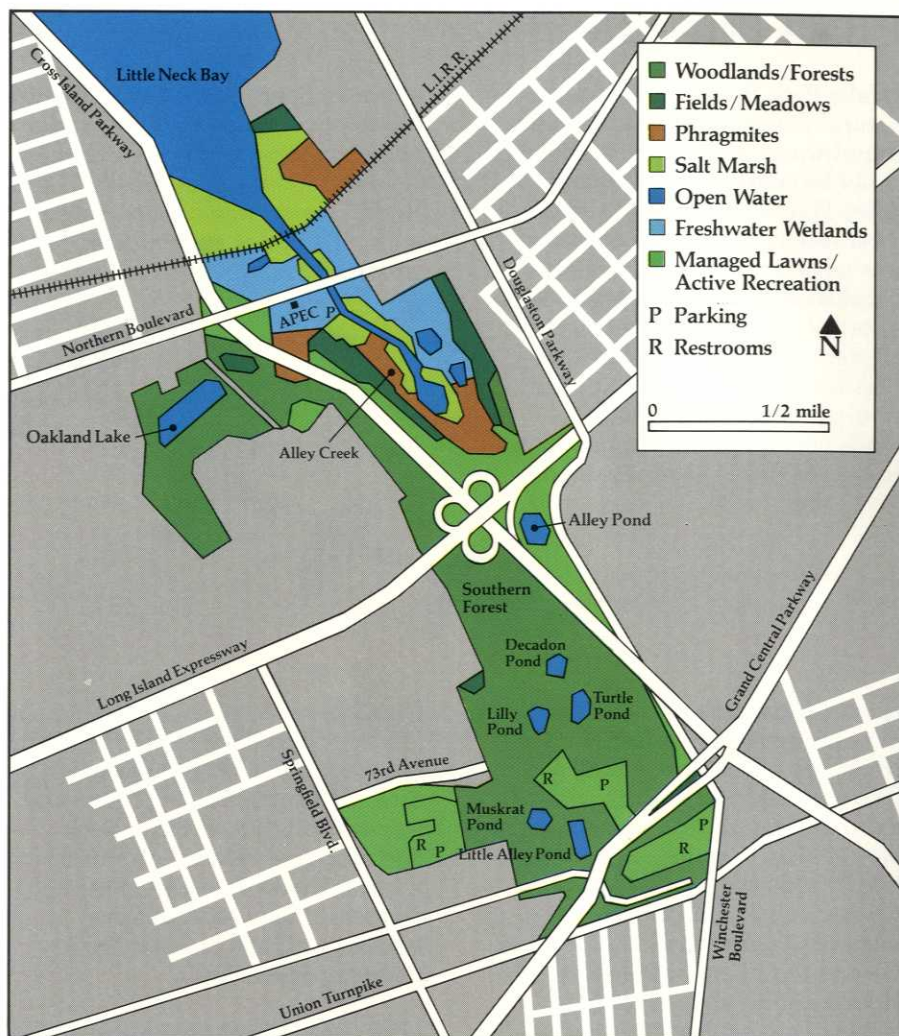 Little Neck Bay
Cross Island Parkway
L.I.R.R.
Woodlands/Forests
Fields/Meadows
Phragmites
Salt Marsh
Open Water
Freshwater Wetlands
Managed Lawns/
Active Recreation
P Parking
R Restrooms
N
0 1/2 mile
Northern Boulevard
APEC
P
Douglaston Parkway
Oakland Lake
Alley Creek
Alley Pond
Southern
Forest
Long Island Expressway
Decadon
Pond
Turtle
Pond
Lilly
Pond
Grand Central Parkway
Springfield Blvd.
73rd Avenue
R
P
Muskrat
Pond
Little Alley Pond
R
P
P
R
Winchester
Boulevard
Union Turnpike